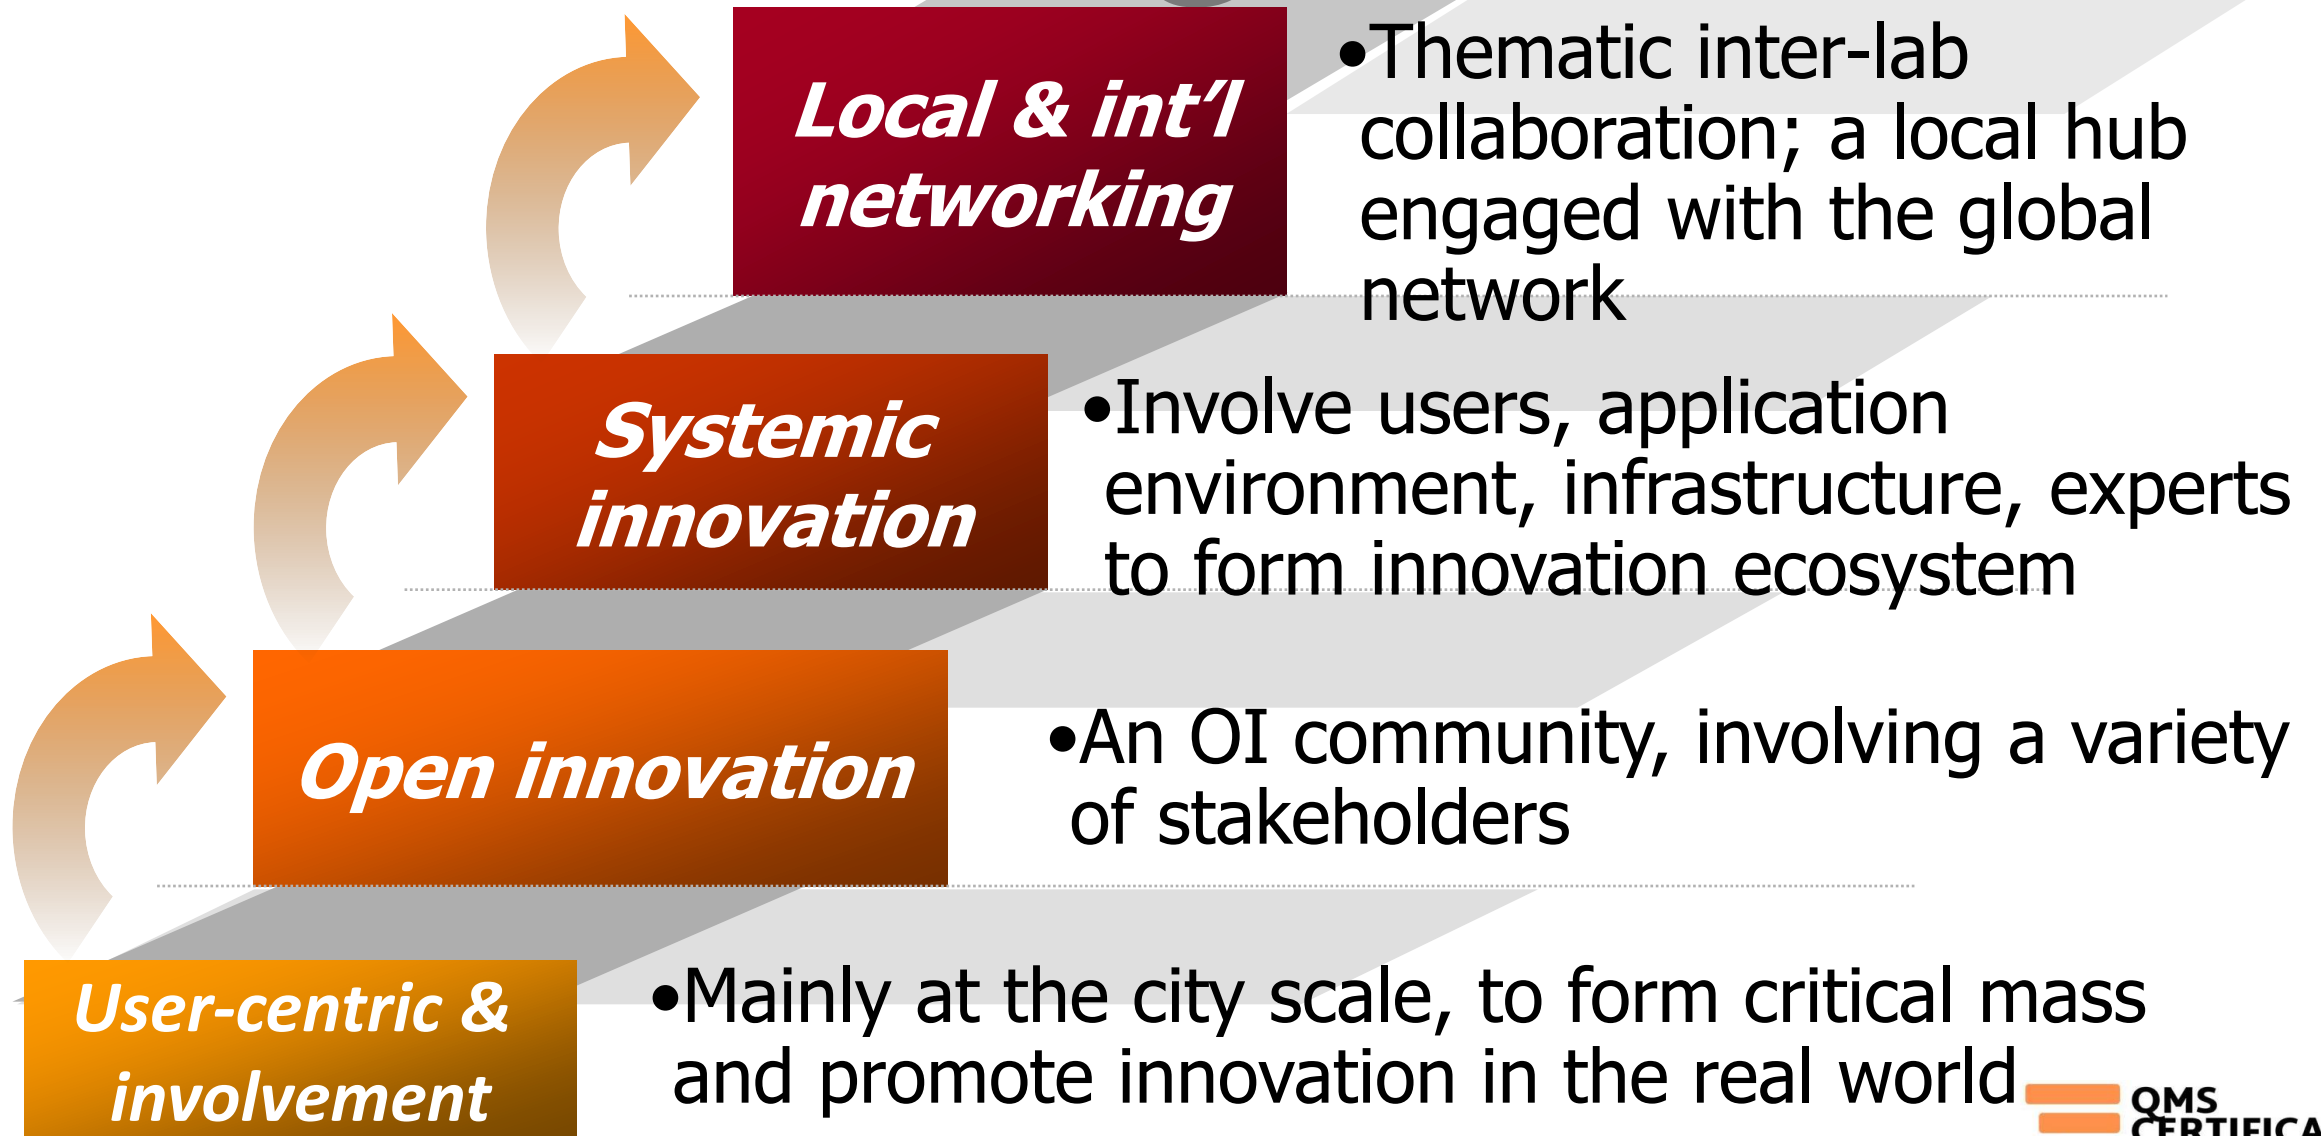 Local & int’l
networking
•Thematic inter-lab
collaboration; a local hub
engaged with the global
network
Systemic
innovation
•Involve users, application
environment, infrastructure, experts
to form innovation ecosystem
Open innovation
•An OI community, involving a variety
of stakeholders
User-centric &
involvement
•Mainly at the city scale, to form critical mass
and promote innovation in the real world
QMS